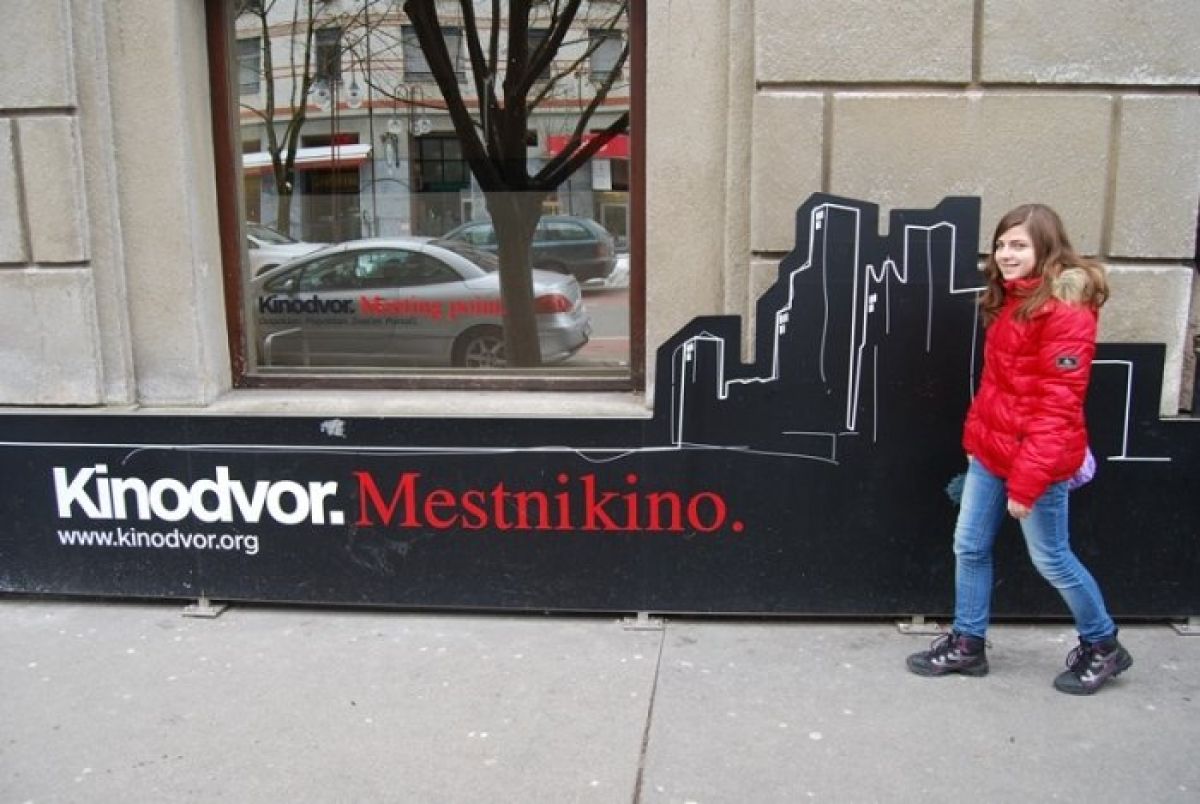 Kinodvor. Meeting point.
Kinodvor. Mestnikino.
www.kinodvor.org